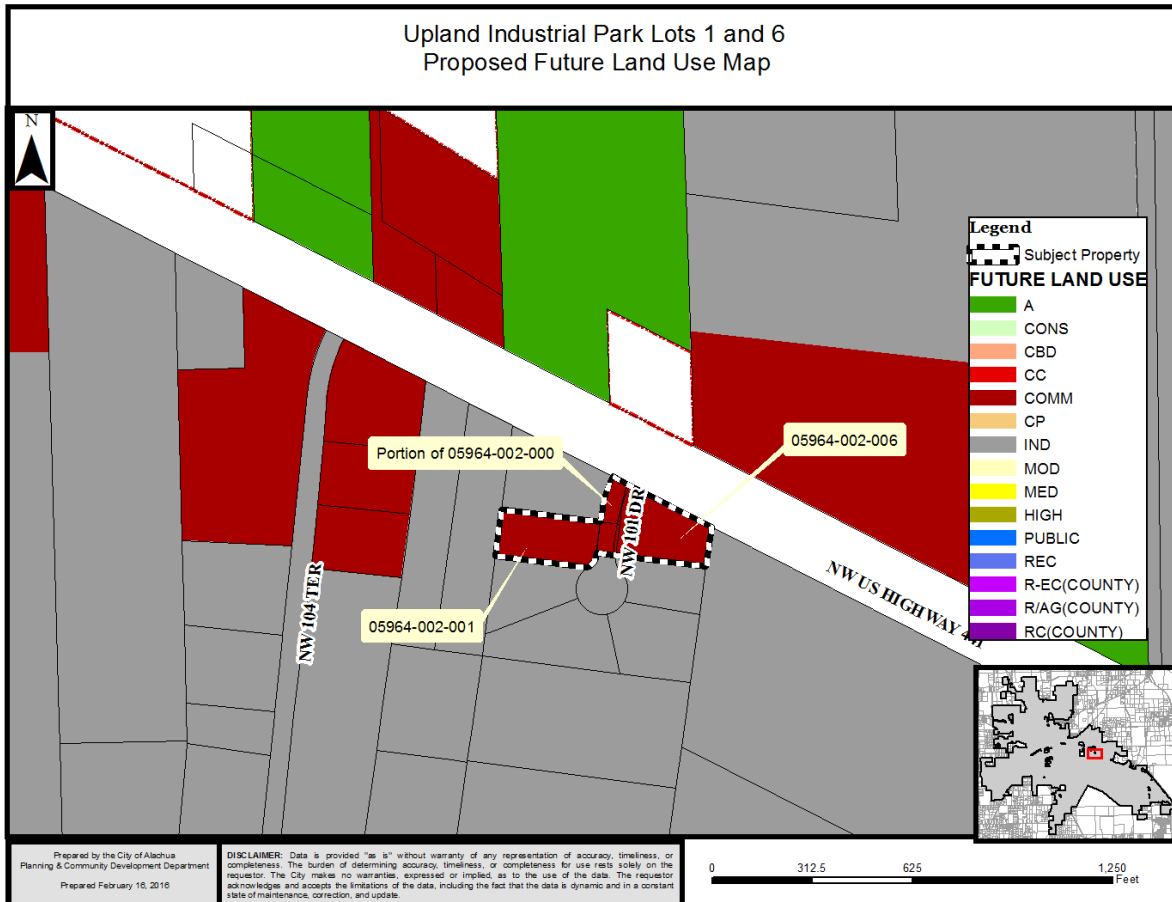 Upland Industrial Park Lots 1 and 6
Proposed Future Land Use Map
N
Legend
Subject Property
FUTURE LAND USE
A
CONS
CBD
CC
COMM
CP
IND
MOD
MED
HIGH
PUBLIC
REC
R-EC(COUNTY)
R/AG(COUNTY)
RC(COUNTY)
05964-002-006
Portion of 05964-002-000
NW 101 DR
05964-002-001
NW 104 TER
NW US HIGHWAY
Prepared by the City of Alachua
Planning & Community Development Department
Prepared February 16, 2016
DISCLAIMER: Data is provided "as is" without warranty of any representation of accuracy, timeliness, or
completeness. The burden of determining accuracy, timeliness, or completeness for use rests solely on the
requestor. The City makes no warranties, expressed or implied, as to the use of the data. The requestor
acknowledges and accepts the limitations of the data, including the fact that the data is dynamic and in a constant
state of maintenance, correction, and update.
0 312.5 625 1,250
Feet